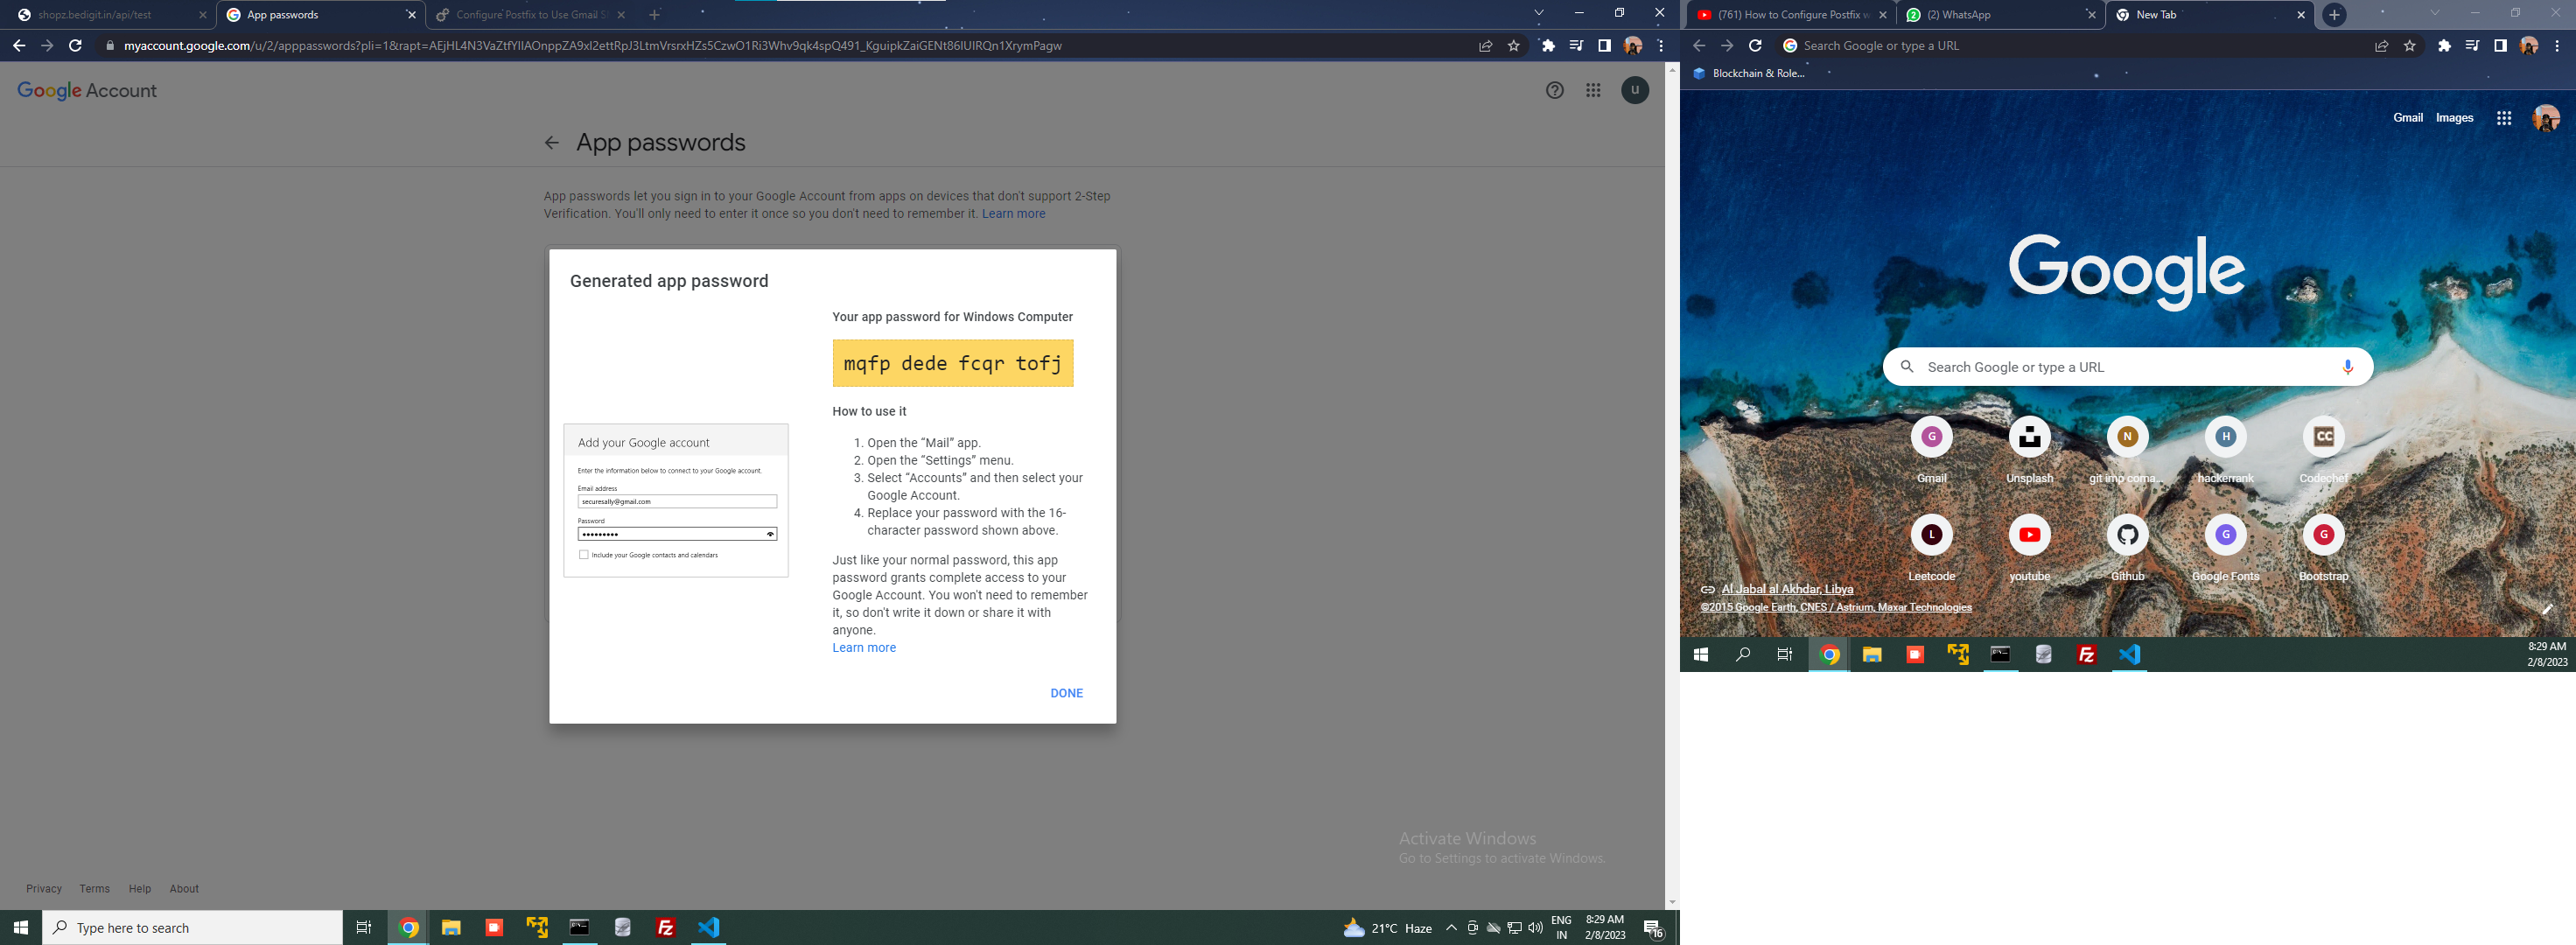 shopz.bedigit.in/api/test
App passwords
Configure Postfix to Use Gmail S
myaccount.google.com/u/2/apppasswords?pli=1&rapt=AEjHL4N3VaZtfYIIAOnppZA9xI2ettRpJ3LtmVrsrxHZs5CzwO1Ri3Whv9qk4spQ491_KguipkZaiGENt86IUIRQn1XrymPagw
Google Account
u
App passwords
App passwords let you sign in to your Google Account from apps on devices that don't support 2-Step
Verification. You'll only need to enter it once so you don't need to remember it. Learn more
Generated app password
Your app password for Windows Computer
mqfp dede fcqr tofj
How to use it
1. Open the “Mail” app.
2. Open the “Settings” menu.
3. Select “Accounts” and then select your
Google Account.
4. Replace your password with the 16-
character password shown above.
Just like your normal password, this app
password grants complete access to your
Google Account. You won't need to remember
it, so don't write it down or share it with
anyone.
Learn more
DONE
Add your Google account
Enter the information below to connect to your Google account.
Email address
securesally@gmail.com
Password
Include your Google contacts and calendars
Activate Windows
Go to Settings to activate Windows.
Privacy Terms Help About
Type here to search
21°C Haze
ENG
IN
8:29 AM
2/8/2023
16
(761) How to Configure Postfix w
(2) WhatsApp
New Tab
Search Google or type a URL
Blockchain & Role...
Gmail Images
Google
Search Google or type a URL
G N H CC
Gmail Unsplash git imp coma... hackerrank Codechef
L G G
Leetcode youtube Github Google Fonts Bootstrap
Al Jabal al Akhdar, Libya
©2015 Google Earth, CNES / Astrium, Maxar Technologies
8:29 AM
2/8/2023